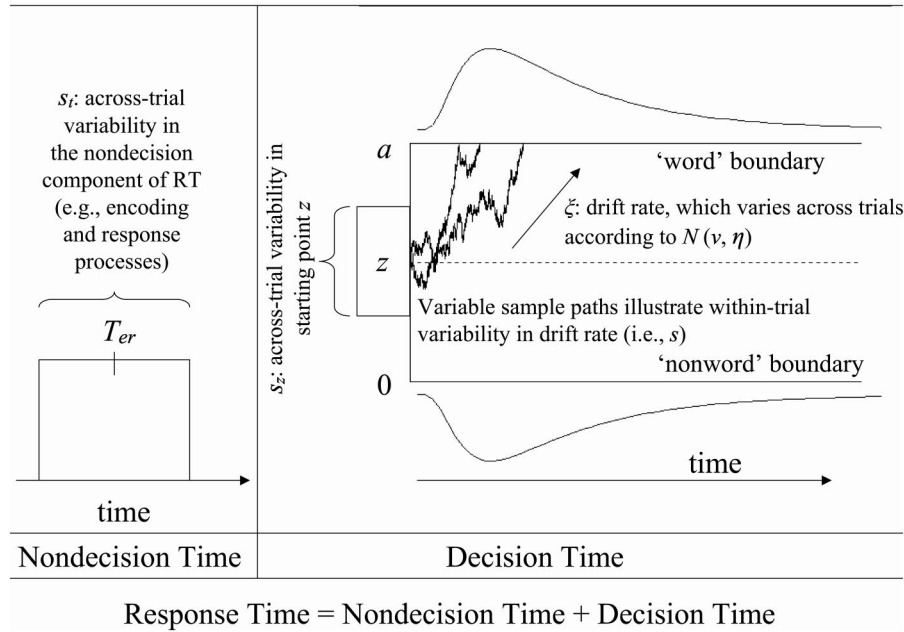 s_t: across-trial
variability in
the nondecision
component of RT
(e.g., encoding
and response
processes)
T_er
time
s_z: across-trial variability in
starting point z
a
z
0
‘word’ boundary
ξ: drift rate, which varies across trials
according to N (ν, η)
Variable sample paths illustrate within-trial
variability in drift rate (i.e., s)
‘nonword’ boundary
time
Nondecision Time
Decision Time
Response Time = Nondecision Time + Decision Time